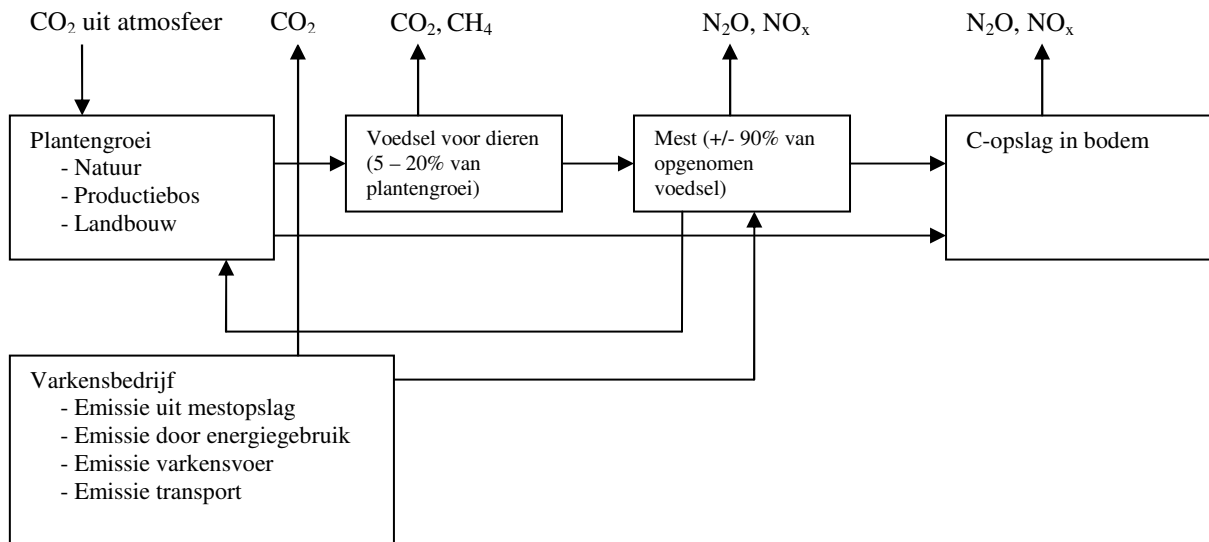 CO₂ uit atmosfeer
CO₂
CO₂, CH₄
N₂O, NOₓ
N₂O, NOₓ
Plantengroei
- Natuur
- Productiebos
- Landbouw
Voedsel voor dieren
(5 – 20% van
plantengroei)
Mest (+/- 90% van
opgenomen
voedsel)
C-opslag in bodem
Varkensbedrijf
- Emissie uit mestopslag
- Emissie door energiegebruik
- Emissie varkensvoer
- Emissie transport